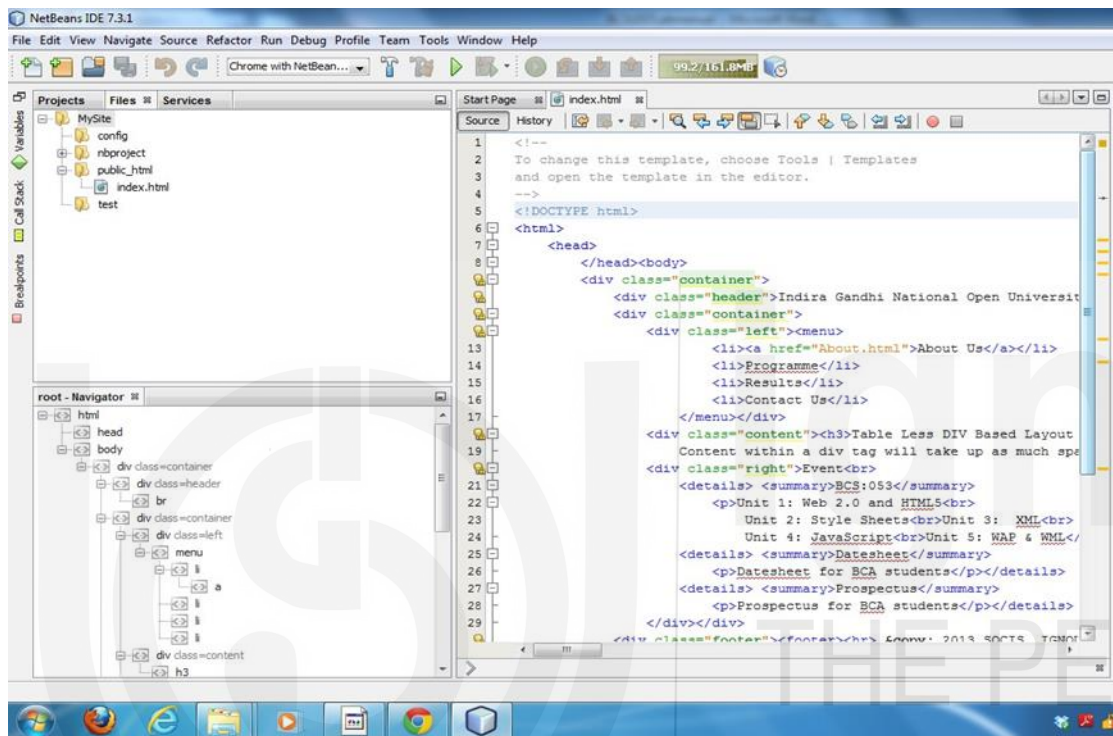 NetBeans IDE 7.3.1
File Edit View Navigate Source Refactor Run Debug Profile Team Tools Window Help
Chrome with NetBean...
99.2/161.8MB
Variables
Call Stack
Breakpoints
Projects Files Services
MySite
config
nbproject
public_html
index.html
test
root - Navigator
html
head
body
div class=container
div class=header
br
div class=container
div class=left
menu
li
a
li
li
li
div class=content
h3
Start Page index.html
Source History
1 <!--
2 To change this template, choose Tools | Templates
3 and open the template in the editor.
4 -->
5 <!DOCTYPE html>
6 <html>
7 <head>
8 </head><body>
<div class="container">
<div class="header">Indira Gandhi National Open Universit
<div class="container">
<div class="left"><menu>
13 <li><a href="About.html">About Us</a></li>
14 <li>Programme</li>
15 <li>Results</li>
16 <li>Contact Us</li>
17 </menu></div>
<div class="content"><h3>Table Less DIV Based Layout
19 Content within a div tag will take up as much spa
<div class="right">Event<br>
21 <details> <summary>BCS:053</summary>
22 <p>Unit 1: Web 2.0 and HTML5<br>
23 Unit 2: Style Sheets<br>Unit 3: XML<br>
24 Unit 4: JavaScript<br>Unit 5: WAP & WML</
25 <details> <summary>Datesheet</summary>
26 <p>Datesheet for BCA students</p></details>
27 <details> <summary>Prospectus</summary>
28 <p>Prospectus for BCA students</p></details>
29 </div></div>
<div class="footer"><footer><hr> &copy; 2013 SOCIS, IGNOU
THE PE